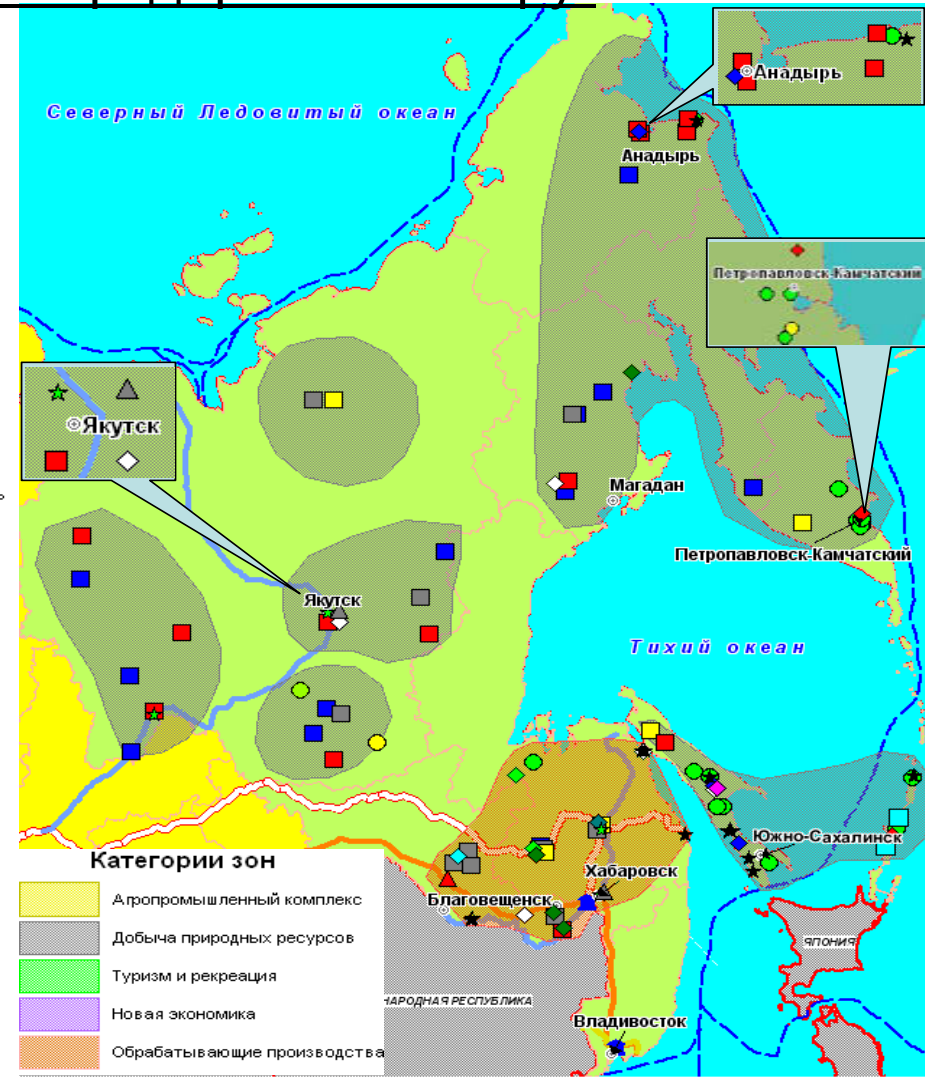 Северный Ледовитый океан
Анадырь
Анадырь
Петропавловск-Камчатский
Якутск
Магадан
Петропавловск-Камчатский
Якутск
Тихий океан
Южно-Сахалинск
Категории зон
Хабаровск
Благовещенск
Агропромышленный комплекс
Добыча природных ресурсов
ЯПОНИЯ
Туризм и рекреация
НАРОДНАЯ РЕСПУБЛИКА
Новая экономика
Владивосток
Обрабатывающие производства